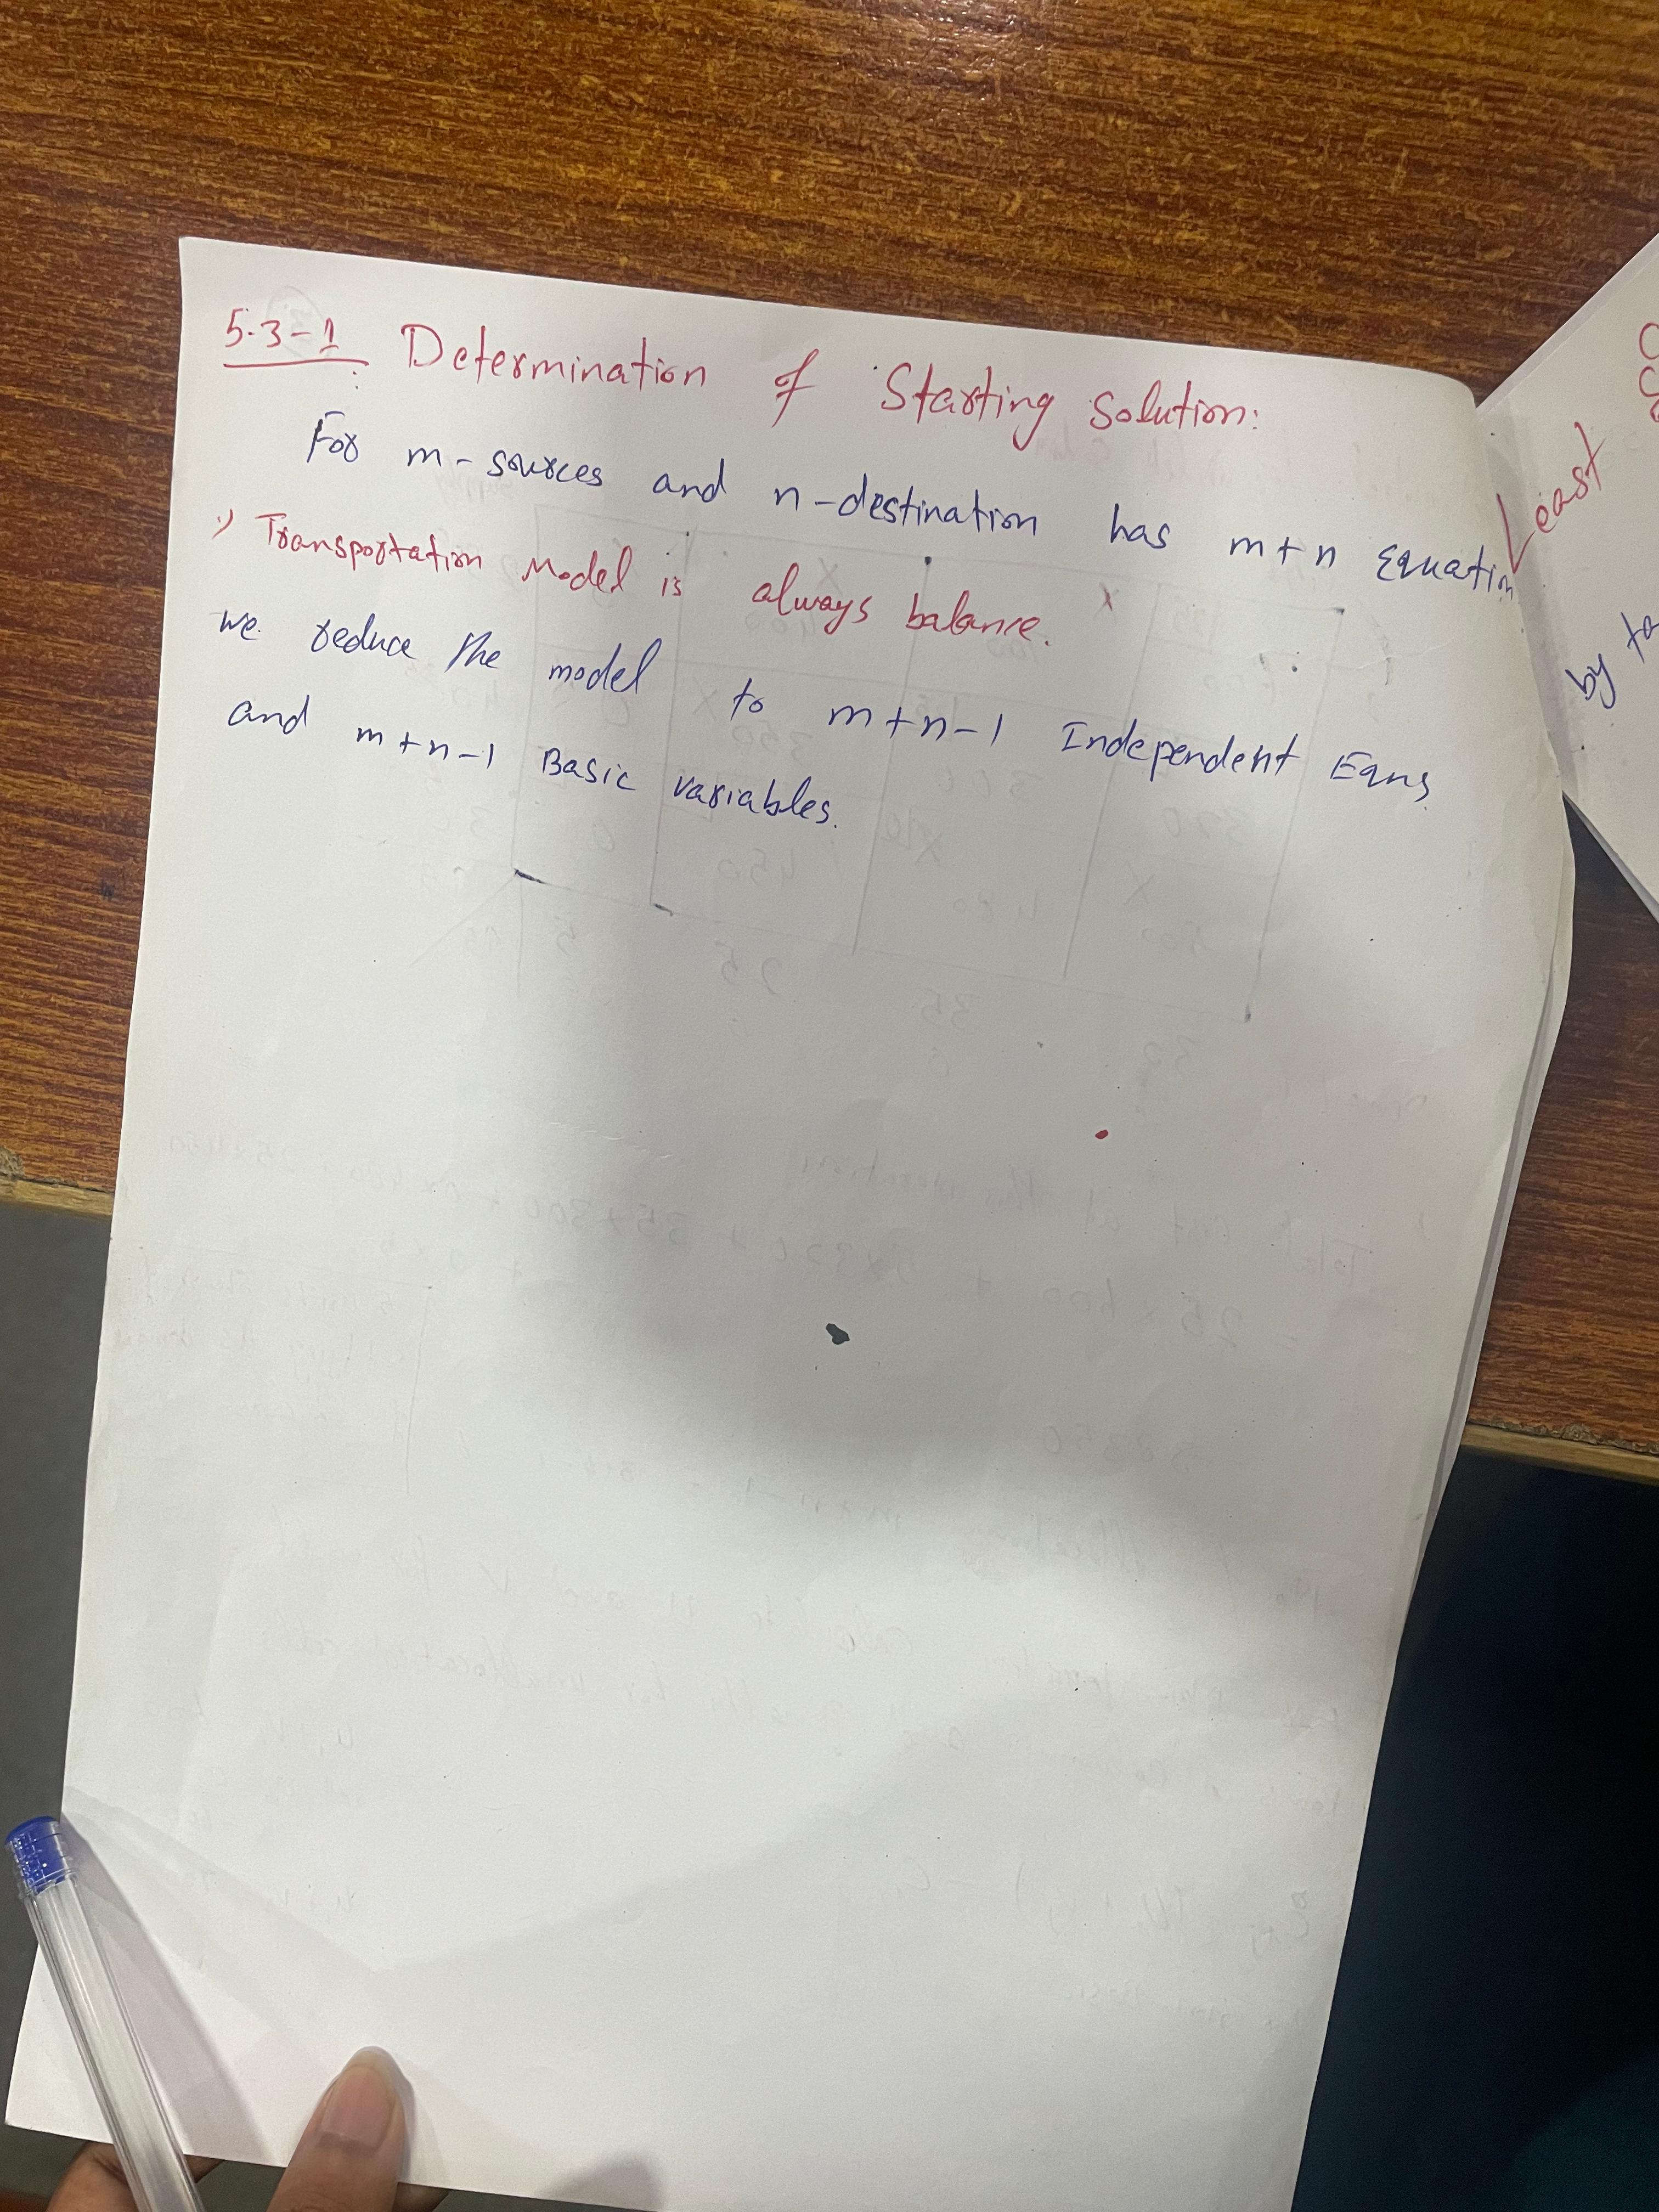 5.3-1 Determination of Starting Solution:
For m-sources and n-destination has m+n Equation
Transportation Model is always balance.
we reduce the model to m+n-1 Independent Eqns
and m+n-1 Basic variables.
Least
by